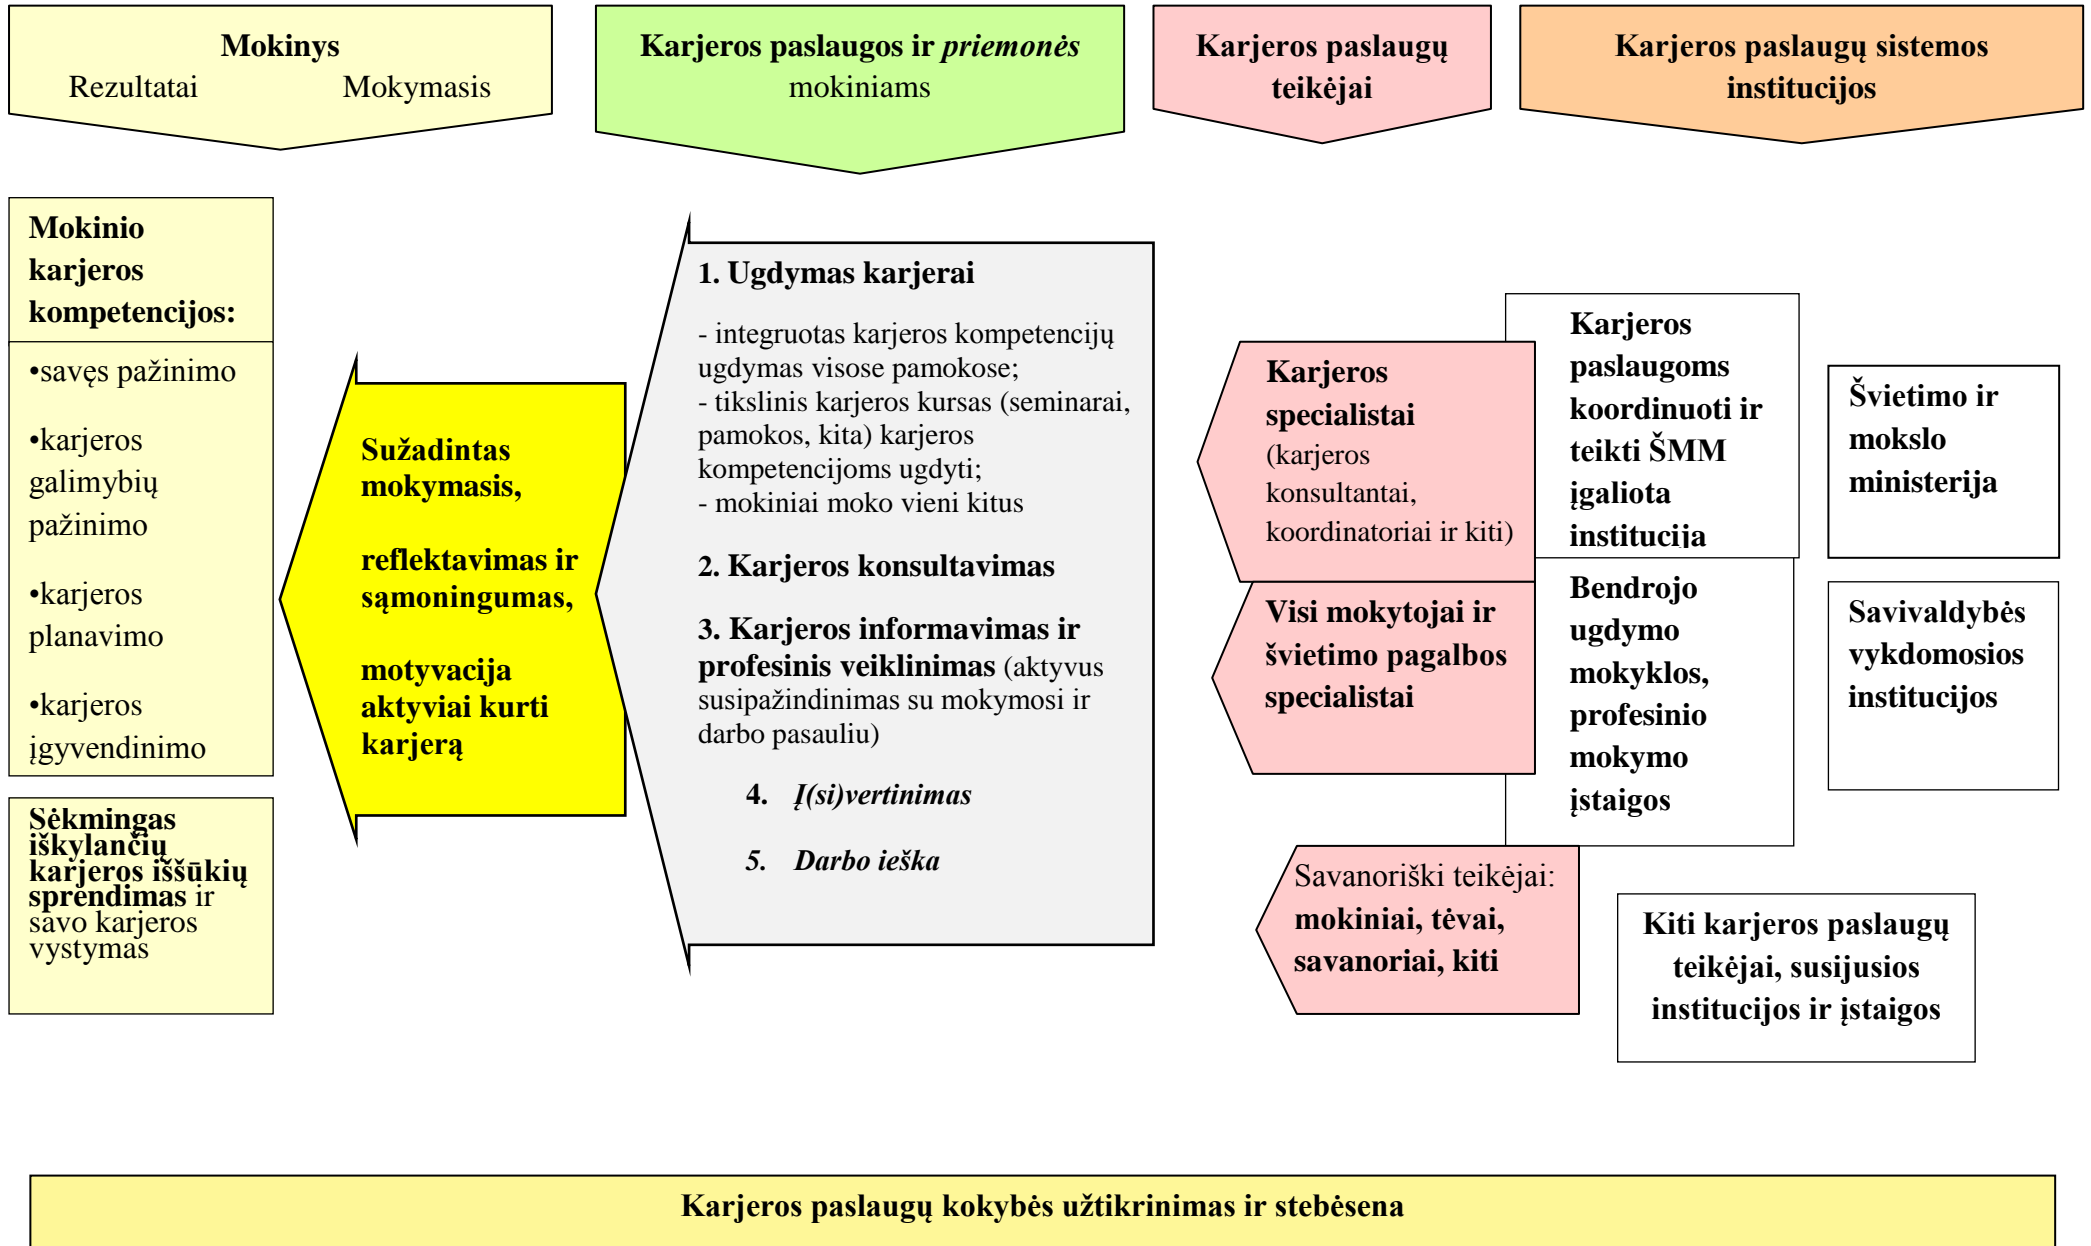 Mokinys
Rezultatai Mokymasis
Karjeros paslaugos ir priemonės
mokiniams
Karjeros paslaugų
teikėjai
Karjeros paslaugų sistemos
institucijos
Mokinio
karjeros
kompetencijos:
•savęs pažinimo
•karjeros
galimybių
pažinimo
•karjeros
planavimo
•karjeros
įgyvendinimo
Sėkmingas
iškylančių
karjeros iššūkių
sprendimas ir
savo karjeros
vystymas
Sužadintas
mokymasis,
reflektavimas ir
sąmoningumas,
motyvacija
aktyviai kurti
karjerą
1. Ugdymas karjerai
- integruotas karjeros kompetencijų
ugdymas visose pamokose;
- tikslinis karjeros kursas (seminarai,
pamokos, kita) karjeros
kompetencijoms ugdyti;
- mokiniai moko vieni kitus
2. Karjeros konsultavimas
3. Karjeros informavimas ir
profesinis veiklinimas (aktyvus
susipažindinimas su mokymosi ir
darbo pasauliu)
4. Į(si)vertinimas
5. Darbo ieška
Karjeros
specialistai
(karjeros
konsultantai,
koordinatoriai ir kiti)
Visi mokytojai ir
švietimo pagalbos
specialistai
Savanoriški teikėjai:
mokiniai, tėvai,
savanoriai, kiti
Karjeros
paslaugoms
koordinuoti ir
teikti ŠMM
įgaliota
institucija
Bendrojo
ugdymo
mokyklos,
profesinio
mokymo
įstaigos
Švietimo ir
mokslo
ministerija
Savivaldybės
vykdomosios
institucijos
Kiti karjeros paslaugų
teikėjai, susijusios
institucijos ir įstaigos
Karjeros paslaugų kokybės užtikrinimas ir stebėsena